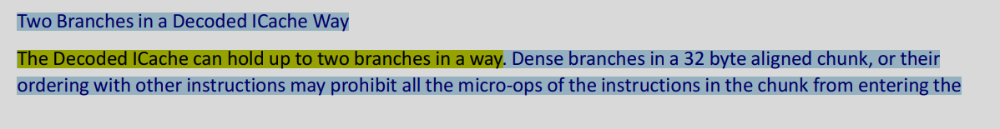 Two Branches in a Decoded ICache Way
The Decoded ICache can hold up to two branches in a way. Dense branches in a 32 byte aligned chunk, or their
ordering with other instructions may prohibit all the micro-ops of the instructions in the chunk from entering the